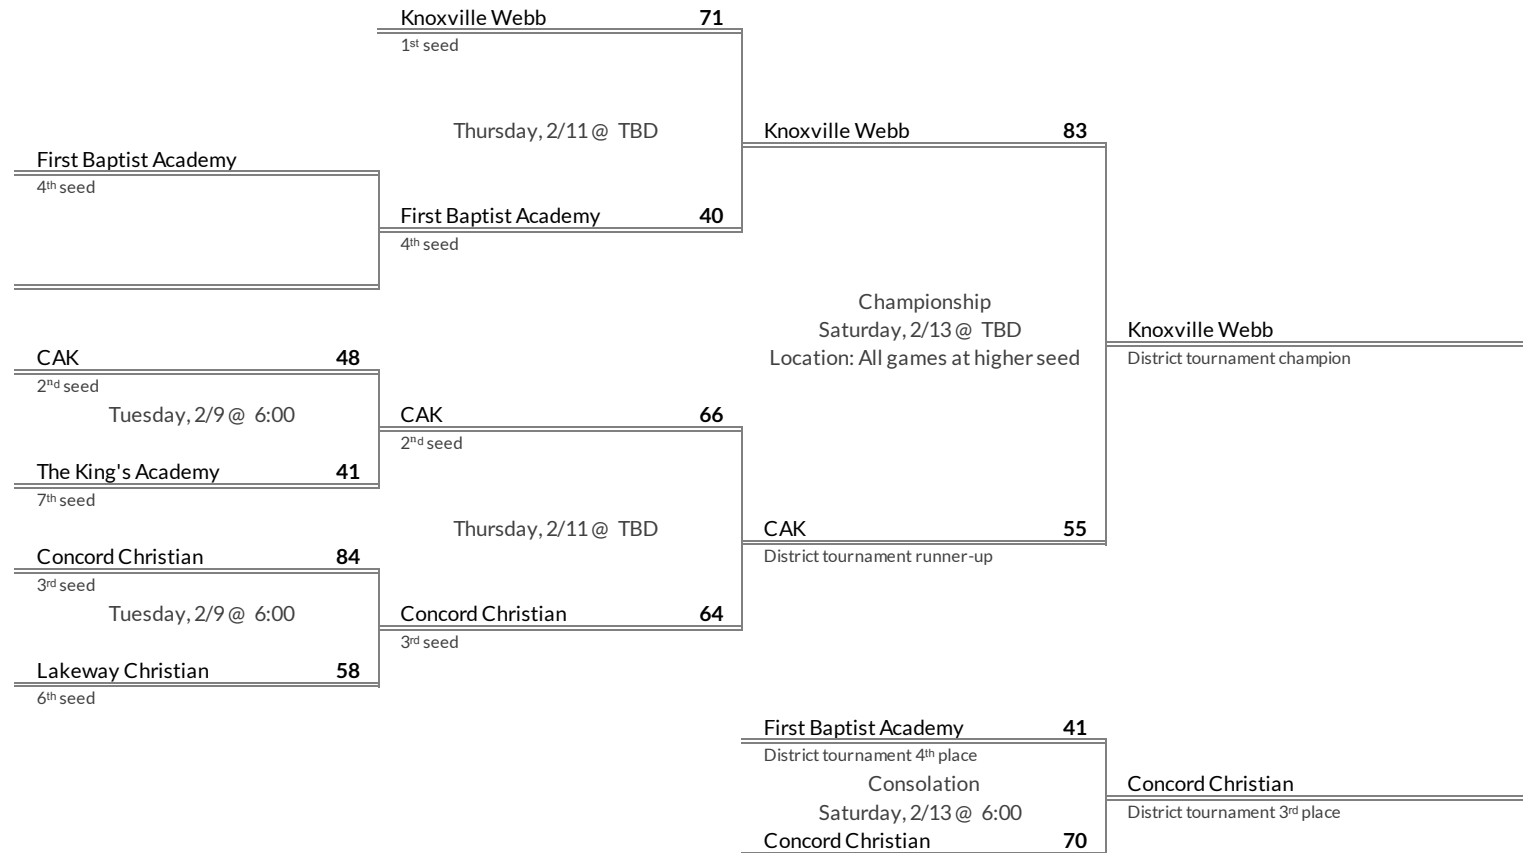 Knoxville Webb 71
1st seed
Thursday, 2/11 @ TBD
Knoxville Webb 83
First Baptist Academy
4th seed
First Baptist Academy 40
4th seed
Championship
Saturday, 2/13 @ TBD
Location: All games at higher seed
Knoxville Webb
District tournament champion
CAK 48
2nd seed
Tuesday, 2/9 @ 6:00
CAK 66
2nd seed
The King's Academy 41
7th seed
Thursday, 2/11 @ TBD
CAK 55
District tournament runner-up
Concord Christian 84
3rd seed
Tuesday, 2/9 @ 6:00
Concord Christian 64
3rd seed
Lakeway Christian 58
6th seed
First Baptist Academy 41
District tournament 4th place
Consolation
Saturday, 2/13 @ 6:00
Concord Christian 70
Concord Christian
District tournament 3rd place